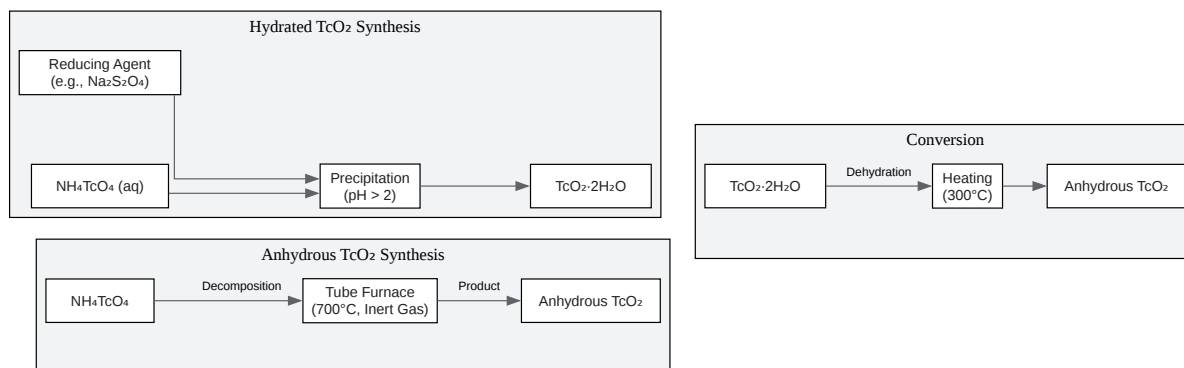 Hydrated TcO₂ Synthesis
Reducing Agent
(e.g., Na₂S₂O₄)
NH₄TcO₄ (aq)
Precipitation
(pH > 2)
TcO₂·2H₂O
Conversion
TcO₂·2H₂O
Dehydration
Heating
(300°C)
Anhydrous TcO₂
Anhydrous TcO₂ Synthesis
NH₄TcO₄
Decomposition
Tube Furnace
(700°C, Inert Gas)
Product
Anhydrous TcO₂